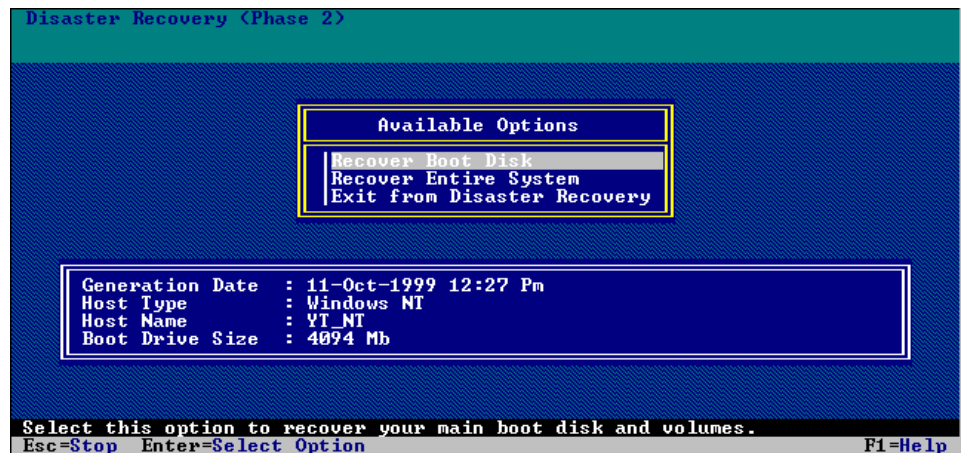 Disaster Recovery (Phase 2)
Available Options
Recover Boot Disk
Recover Entire System
Exit from Disaster Recovery
Generation Date : 11-Oct-1999 12:27 Pm
Host Type : Windows NT
Host Name : YI_NT
Boot Drive Size : 4094 Mb
Select this option to recover your main boot disk and volumes.
Esc=Stop Enter=Select Option F1=Help